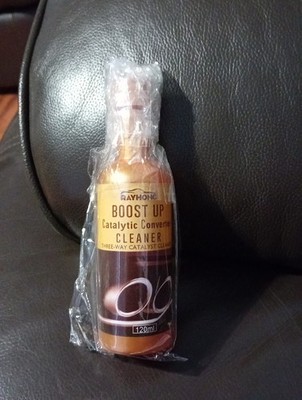 RAYHONG
BOOST UP
Catalytic Converter
CLEANER
THREE-WAY CATALYST CLEANER
120ml